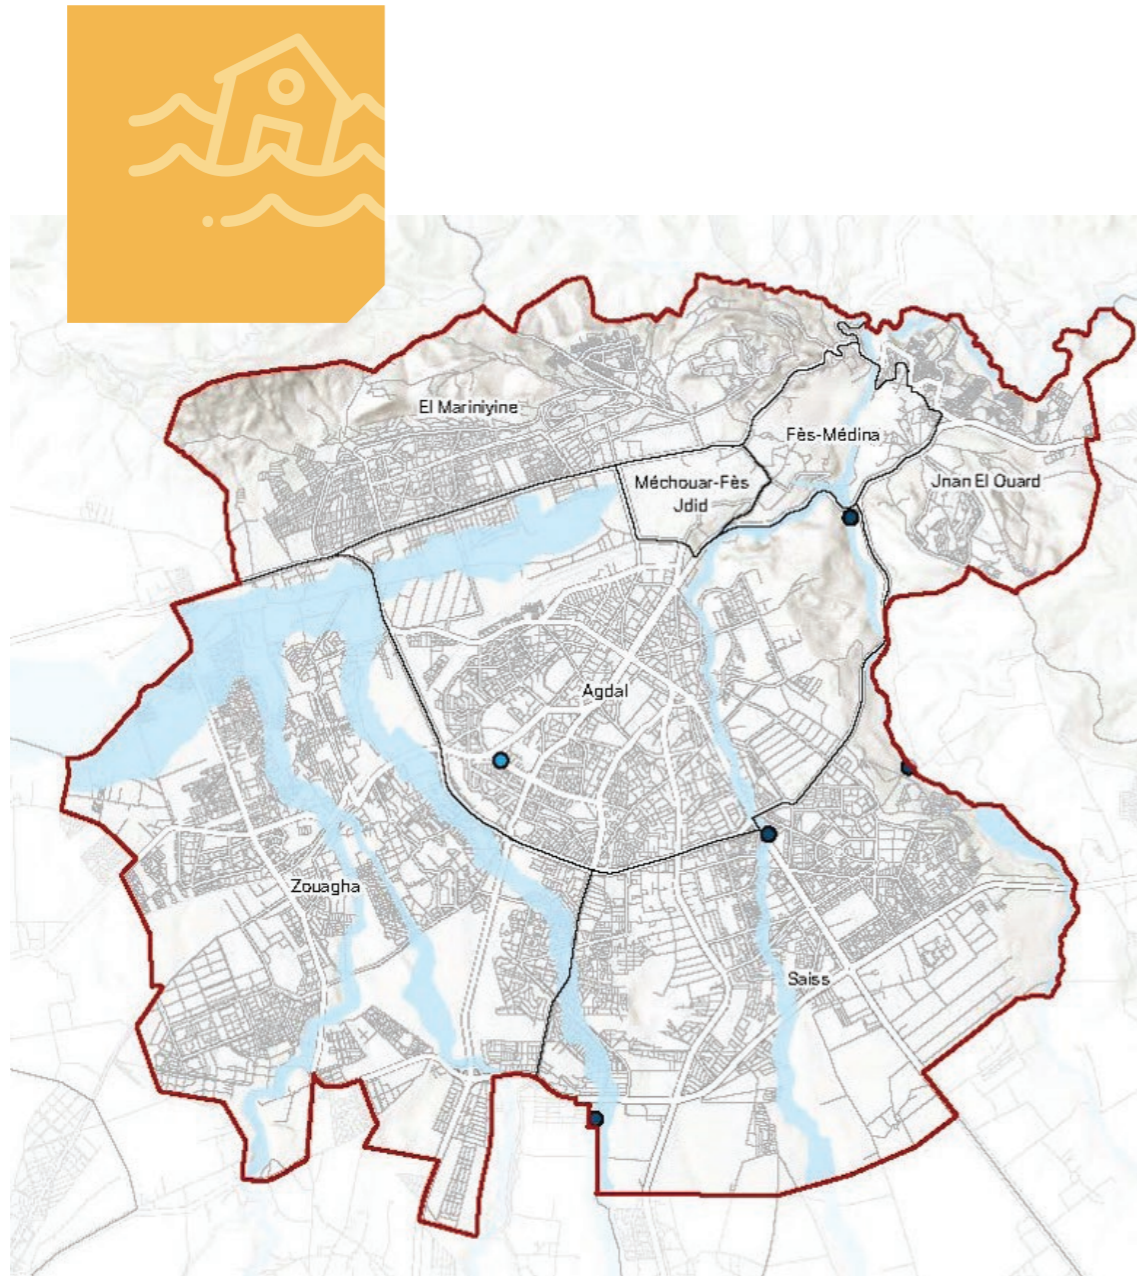 El Mariniyine
Fès-Médina
Méchouar-Fès
Jdid
Jnan El Ouard
Agdal
Zouagha
Saiss